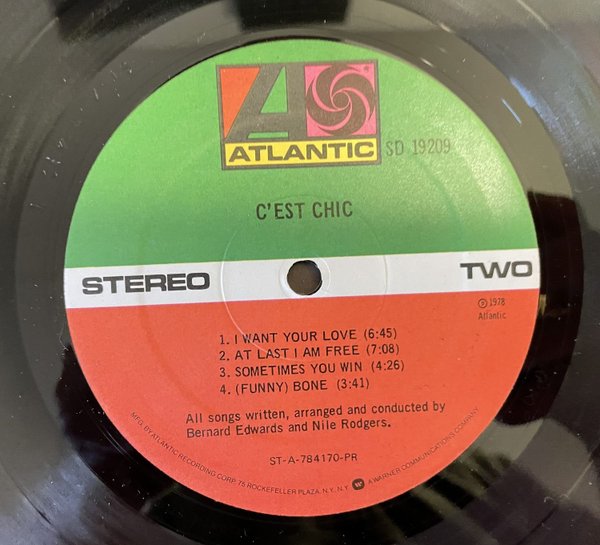 ATLANTIC
SD 19209
C'EST CHIC
STEREO
TWO
℗ 1978
Atlantic
1. I WANT YOUR LOVE (6:45)
2. AT LAST I AM FREE (7:08)
3. SOMETIMES YOU WIN (4:26)
4. (FUNNY) BONE (3:41)
All songs written, arranged and conducted by
Bernard Edwards and Nile Rodgers.
ST-A-784170-PR
MFG. BY ATLANTIC RECORDING CORP. 75 ROCKEFELLER PLAZA, N.Y. N.Y. A WARNER COMMUNICATIONS COMPANY